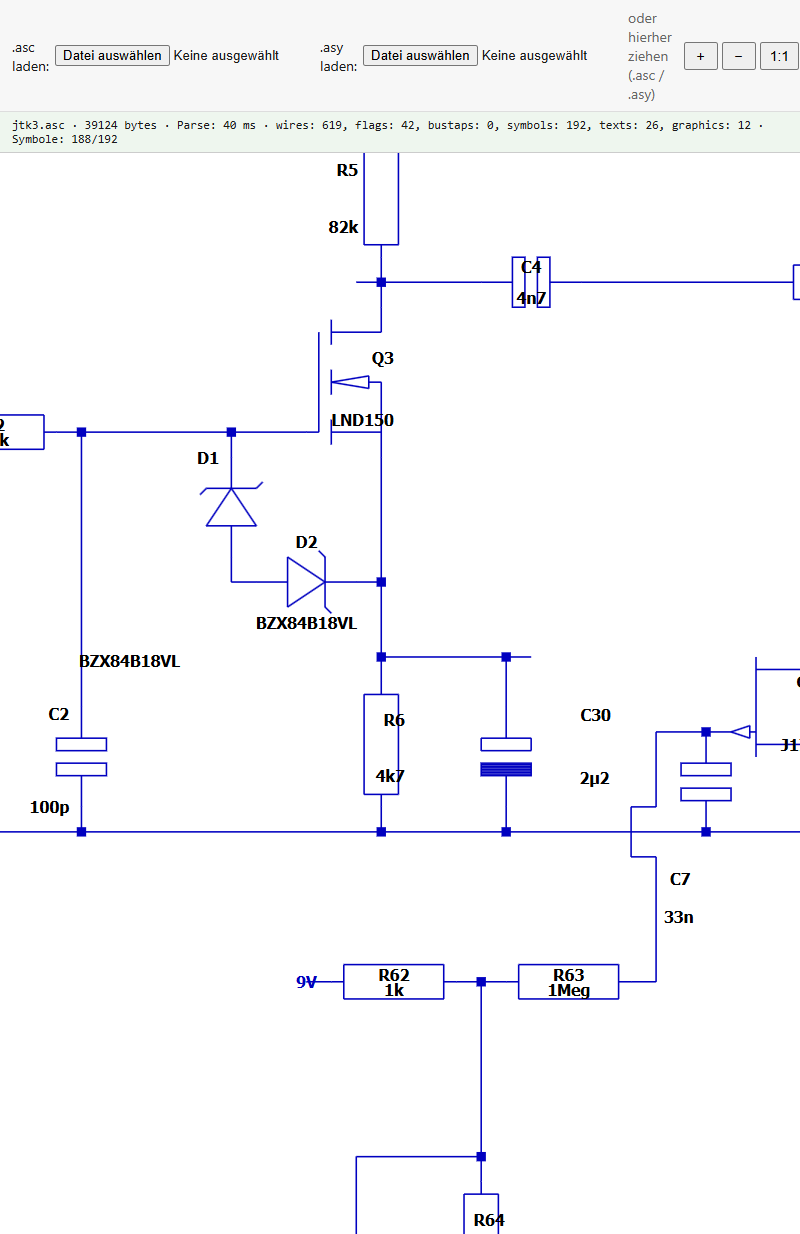 .asc
laden:
Datei auswählen
Keine ausgewählt
.asy
laden:
Datei auswählen
Keine ausgewählt
oder
hierher
ziehen
(.asc /
.asy)
+
−
1:1
jtk3.asc · 39124 bytes · Parse: 40 ms · wires: 619, flags: 42, bustaps: 0, symbols: 192, texts: 26, graphics: 12 ·
Symbole: 188/192
R5
82k
C4
4n7
Q3
LND150
2
k
D1
D2
BZX84B18VL
BZX84B18VL
C2
100p
R6
4k7
C30
2µ2
C7
33n
9V
R62
1k
R63
1Meg
R64